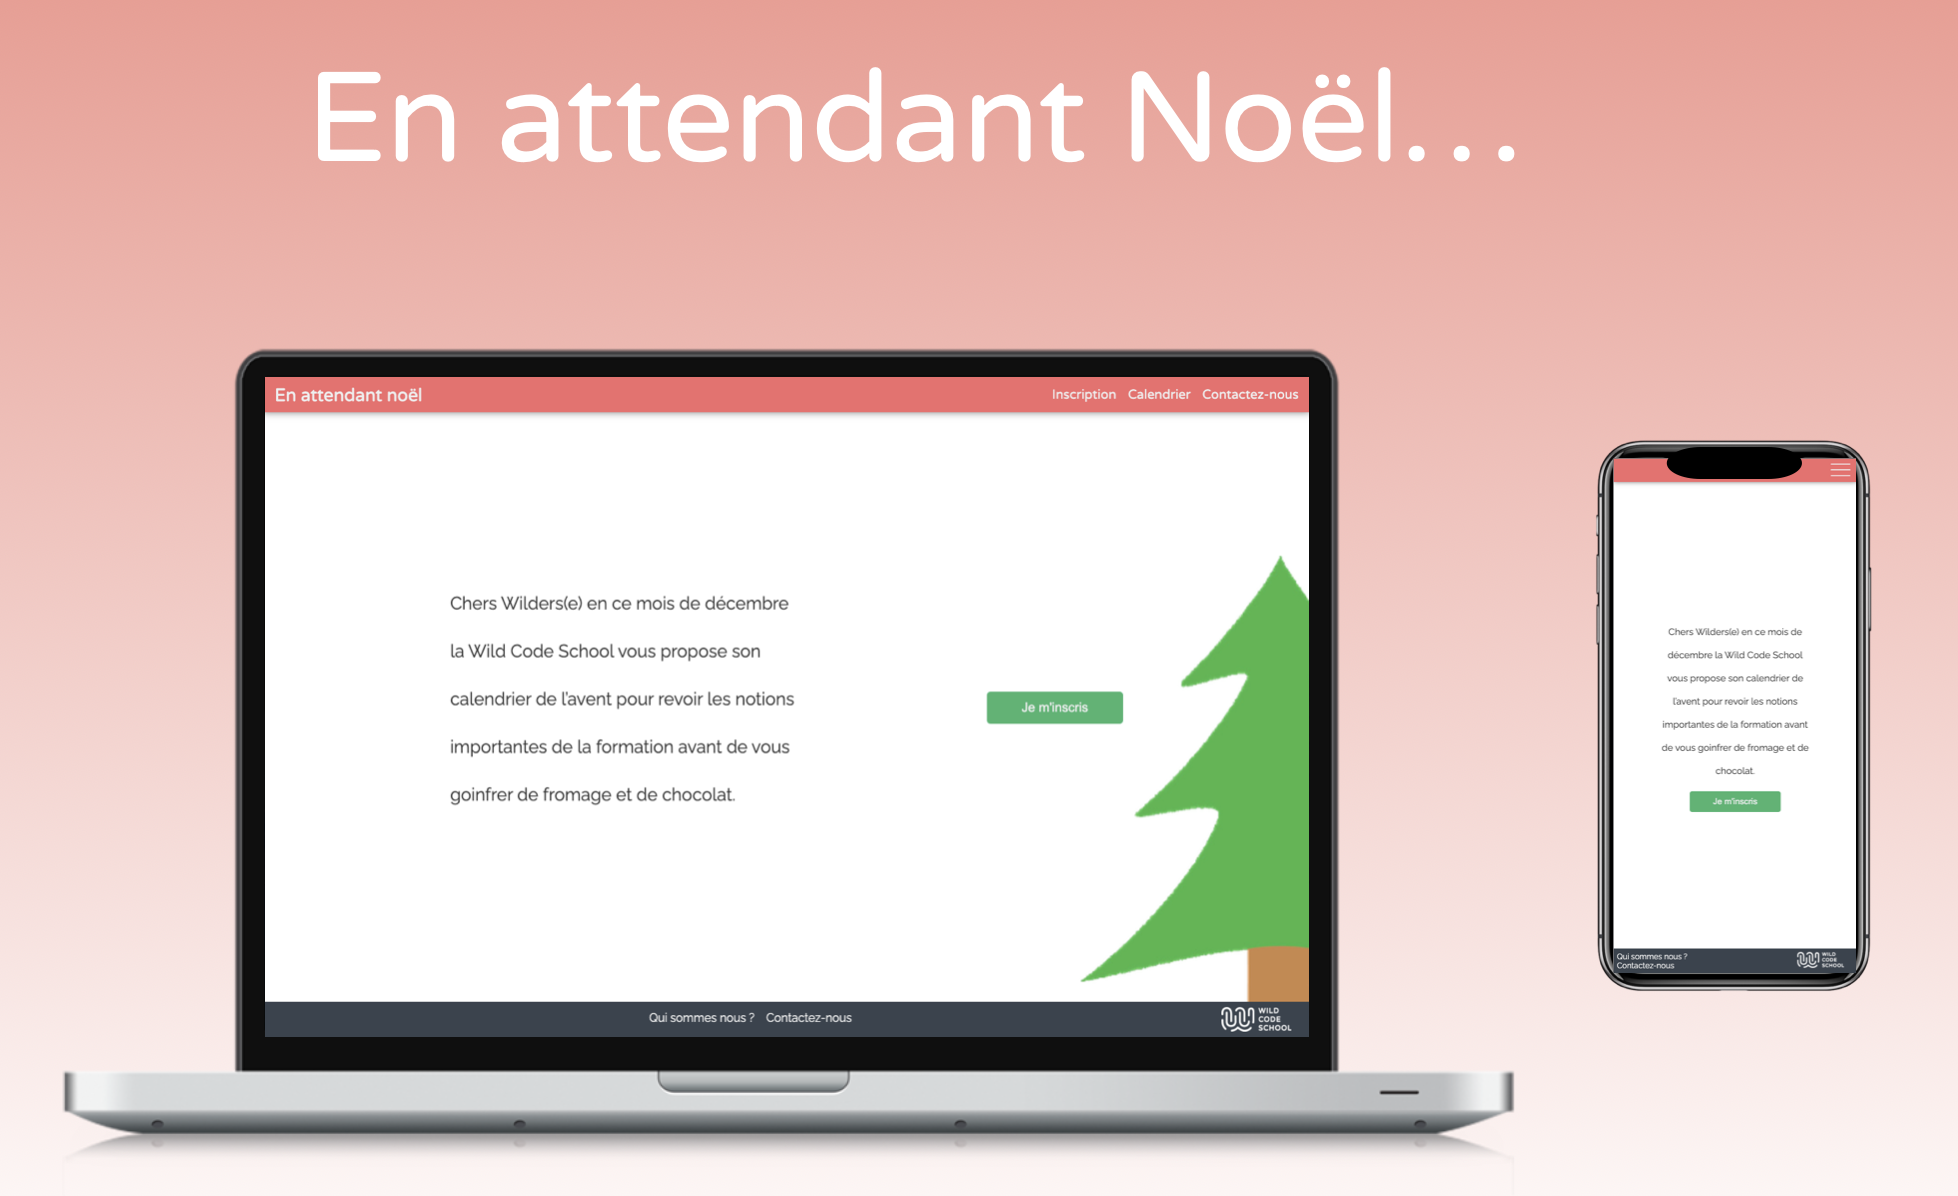 En attendant Noël...
En attendant noël
Inscription Calendrier Contactez-nous
Chers Wilders(e) en ce mois de décembre
la Wild Code School vous propose son
calendrier de l'avent pour revoir les notions
importantes de la formation avant de vous
goinfrer de fromage et de chocolat.
Je m'inscris
Qui sommes nous ? Contactez-nous
WILD
CODE
SCHOOL
Chers Wilders(e) en ce mois de
décembre la Wild Code School
vous propose son calendrier de
l'avent pour revoir les notions
importantes de la formation avant
de vous goinfrer de fromage et de
chocolat.
Je m'inscris
Qui sommes nous ?
Contactez-nous
WILD
CODE
SCHOOL